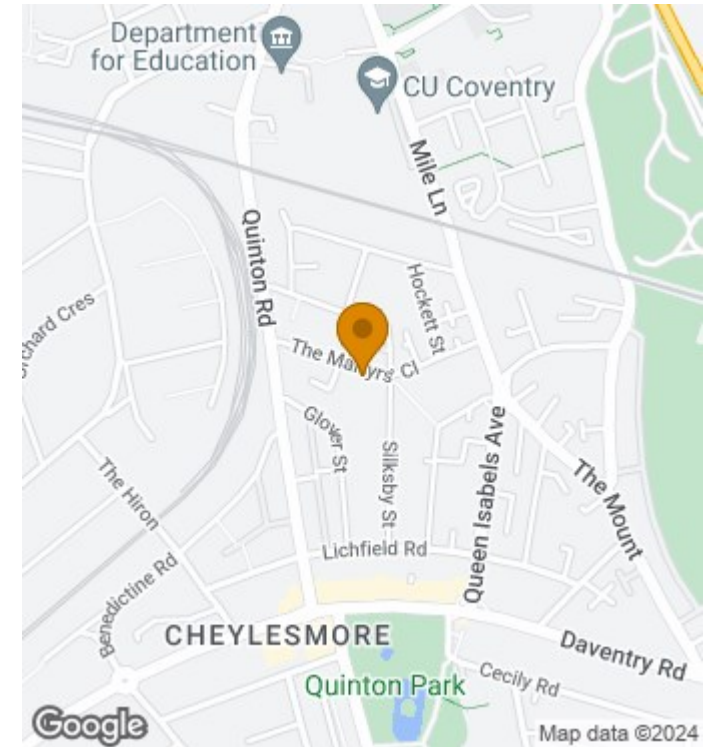 Department
for Education
CU Coventry
Mile Ln
Quinton Rd
Hockett St
The Martyrs' Cl
Glover St
Silksby St
Queen Isabels Ave
The Mount
The Hiron
Benedictine Rd
Lichfield Rd
CHEYLESMORE
Daventry Rd
Cecily Rd
Quinton Park
Google
Map data ©2024